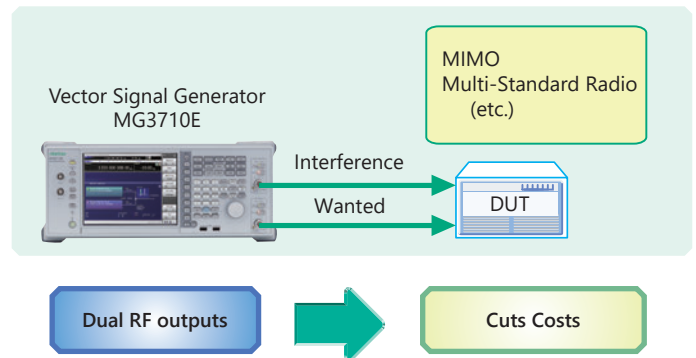 MIMO
Multi-Standard Radio
(etc.)
Vector Signal Generator
MG3710E
Interference
Wanted
DUT
Dual RF outputs
Cuts Costs